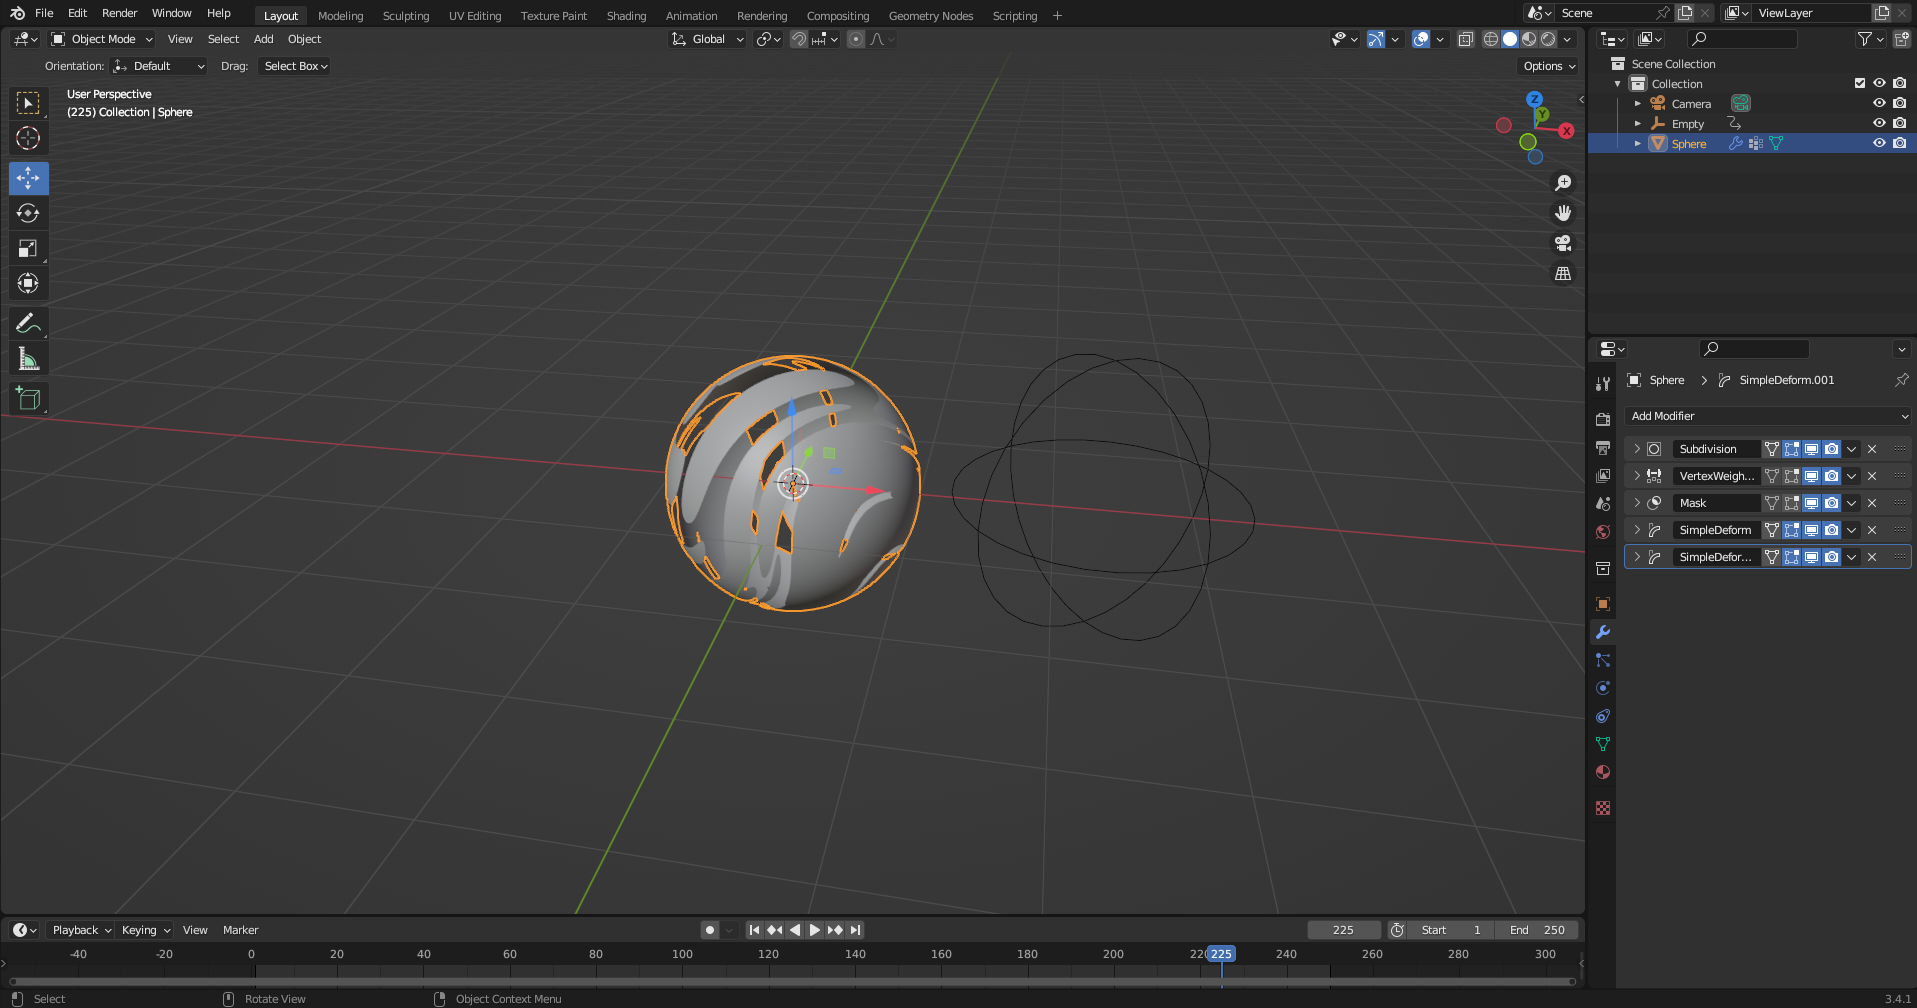 File Edit Render Window Help Layout Modeling Sculpting UV Editing Texture Paint Shading Animation Rendering Compositing Geometry Nodes Scripting + Scene ViewLayer
Object Mode View Select Add Object Global
Orientation: Default Drag: Select Box Options
User Perspective
(225) Collection | Sphere
Z
Y
X
Scene Collection
Collection
Camera
Empty
Sphere
Sphere > SimpleDeform.001
Add Modifier
Subdivision
VertexWeigh...
Mask
SimpleDeform
SimpleDefor...
Playback Keying View Marker 225 Start 1 End 250
-40 -20 0 20 40 60 80 100 120 140 160 180 200 225 240 260 280 300
Select Rotate View Object Context Menu 3.4.1